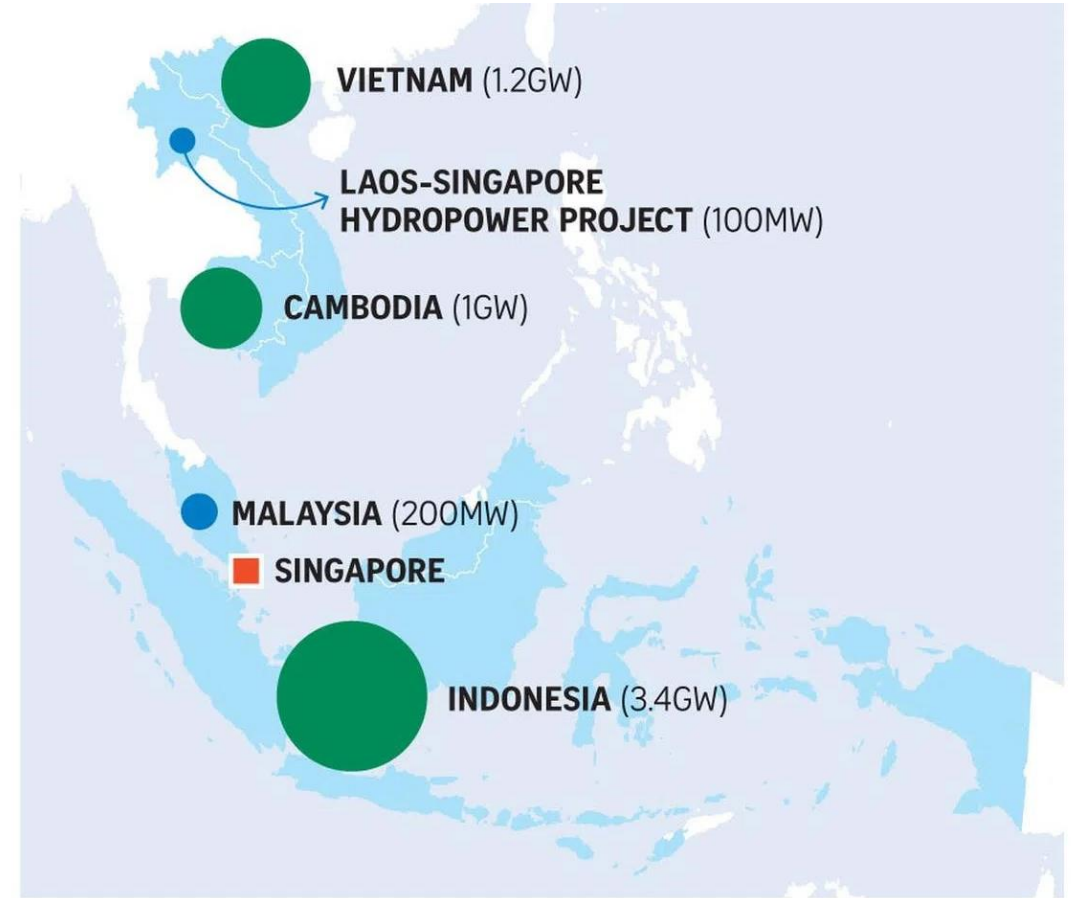 VIETNAM (1.2GW)
LAOS-SINGAPORE
HYDROPOWER PROJECT (100MW)
CAMBODIA (1GW)
MALAYSIA (200MW)
SINGAPORE
INDONESIA (3.4GW)